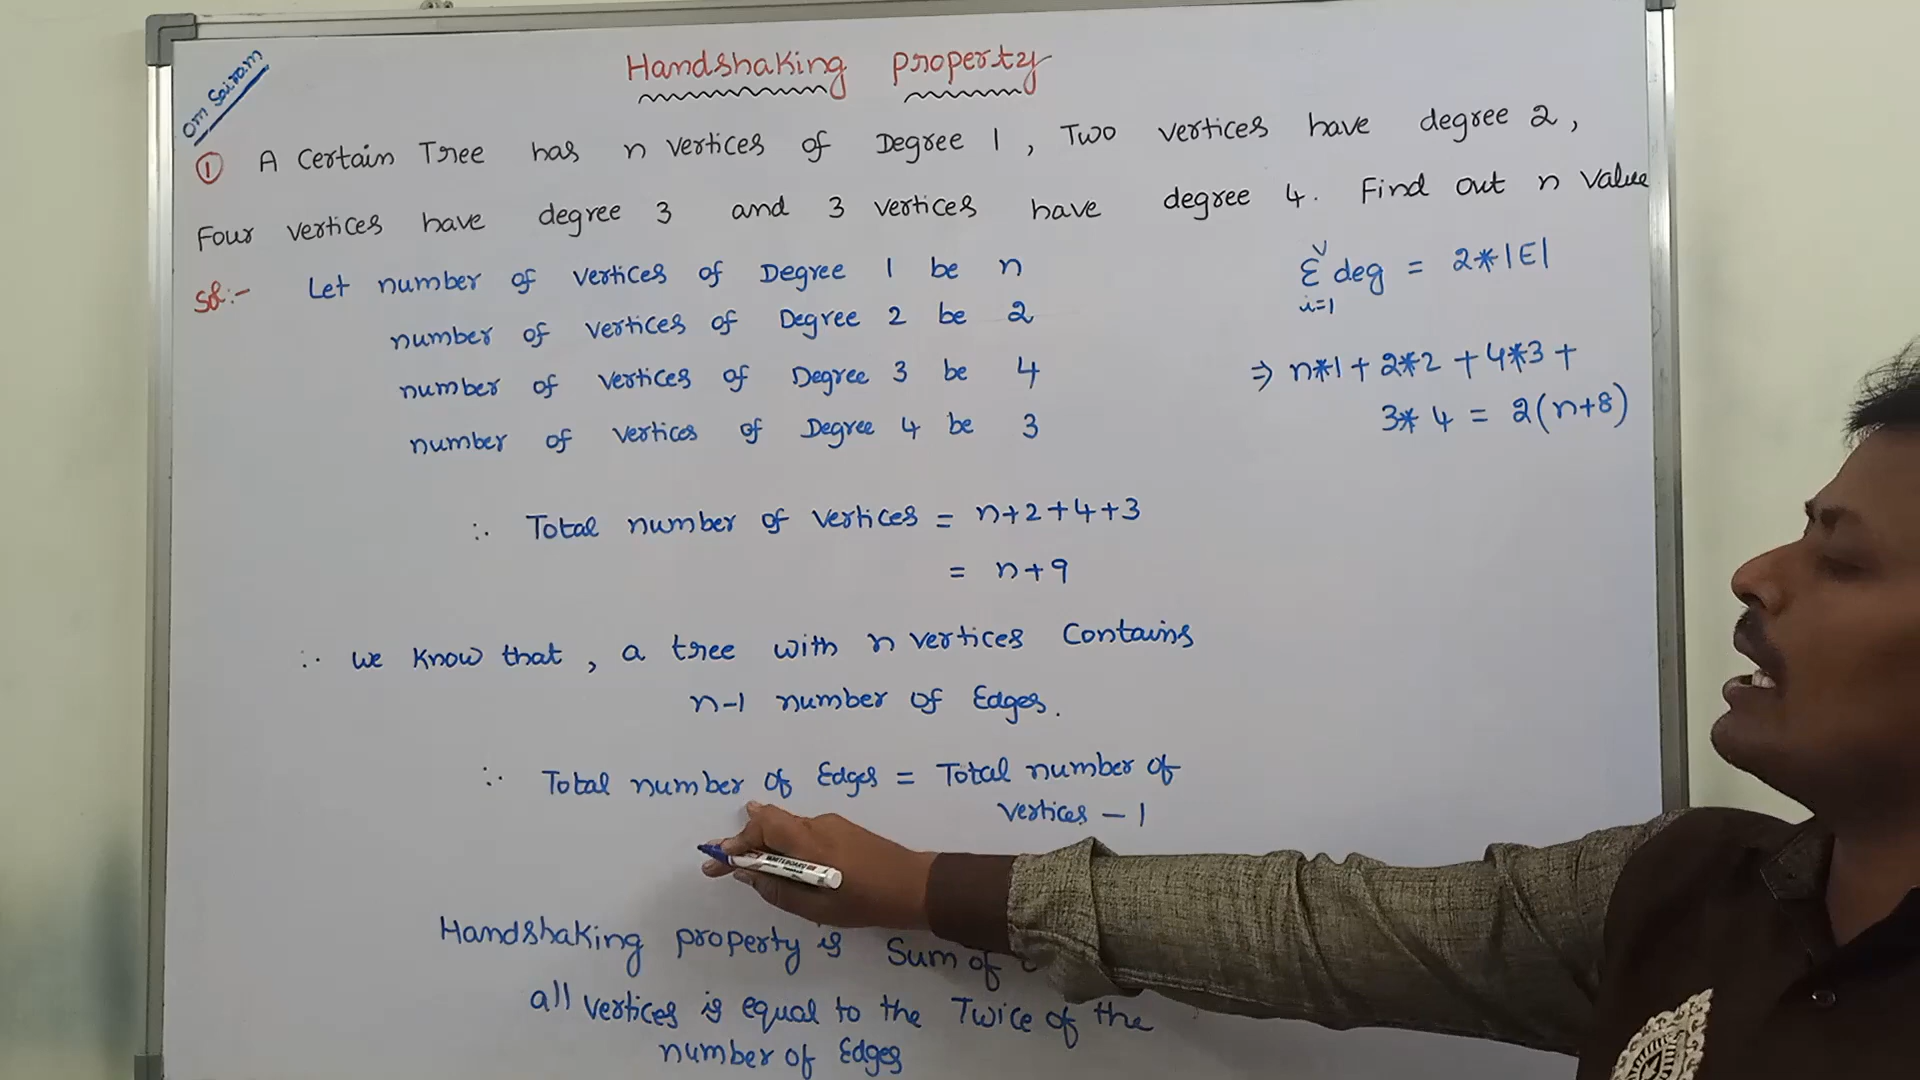 Om Sairam
Handshaking property
① A Certain Tree has n vertices of Degree 1, Two vertices have degree 2,
Four vertices have degree 3 and 3 vertices have degree 4. Find out n value
Sol:- Let number of vertices of Degree 1 be n
number of vertices of Degree 2 be 2
number of vertices of Degree 3 be 4
number of vertices of Degree 4 be 3
∴ Total number of vertices = n+2+4+3
= n+9
∴ we know that, a tree with n vertices contains
n-1 number of Edges.
∴ Total number of Edges = Total number of
vertices - 1
Handshaking property is Sum of
all vertices is equal to the Twice of the
number of Edges
v
Σ deg = 2*|E|
i=1
⇒ n*1 + 2*2 + 4*3 +
3*4 = 2(n+8)
WHITEBOARD